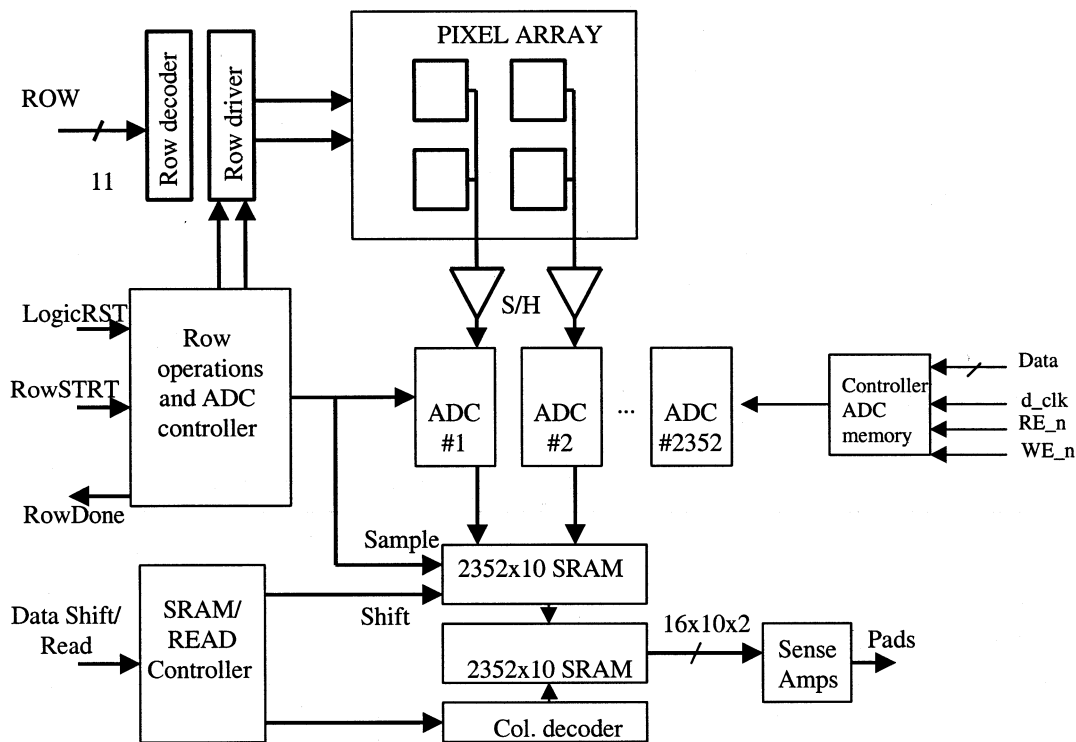 PIXEL ARRAY
ROW
11
Row decoder
Row driver
S/H
LogicRST
RowSTRT
RowDone
Row
operations
and ADC
controller
ADC
#1
ADC
#2
...
ADC
#2352
Controller
ADC
memory
Data
d_clk
RE_n
WE_n
Sample
2352x10 SRAM
Shift
Data Shift/
Read
SRAM/
READ
Controller
2352x10 SRAM
16x10x2
Sense
Amps
Pads
Col. decoder